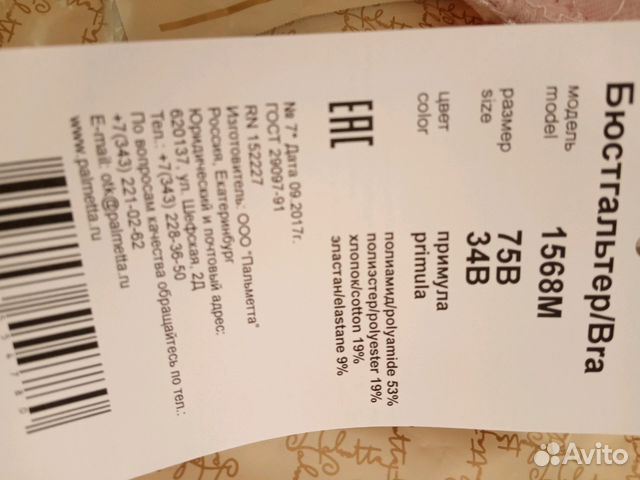 Бюстгальтер/Bra
модель 1568М
model
размер 75B
size 34B
цвет примула
color primula
полиамид/polyamide 53%
полиэстер/polyester 19%
хлопок/cotton 19%
эластан/elastane 9%
ЕАС
№ 7* Дата 09.2017г.
ГОСТ 29097-91
RN 152227
Изготовитель: ООО "Пальметта"
Россия, Екатеринбург
Юридический и почтовый адрес:
620137, ул. Шефская, 2Д
Тел.: +7(343) 228-36-50
По вопросам качества обращайтесь по тел.:
+7(343) 221-02-62
E-mail: otk@palmetta.ru
www.palmetta.ru
Avito